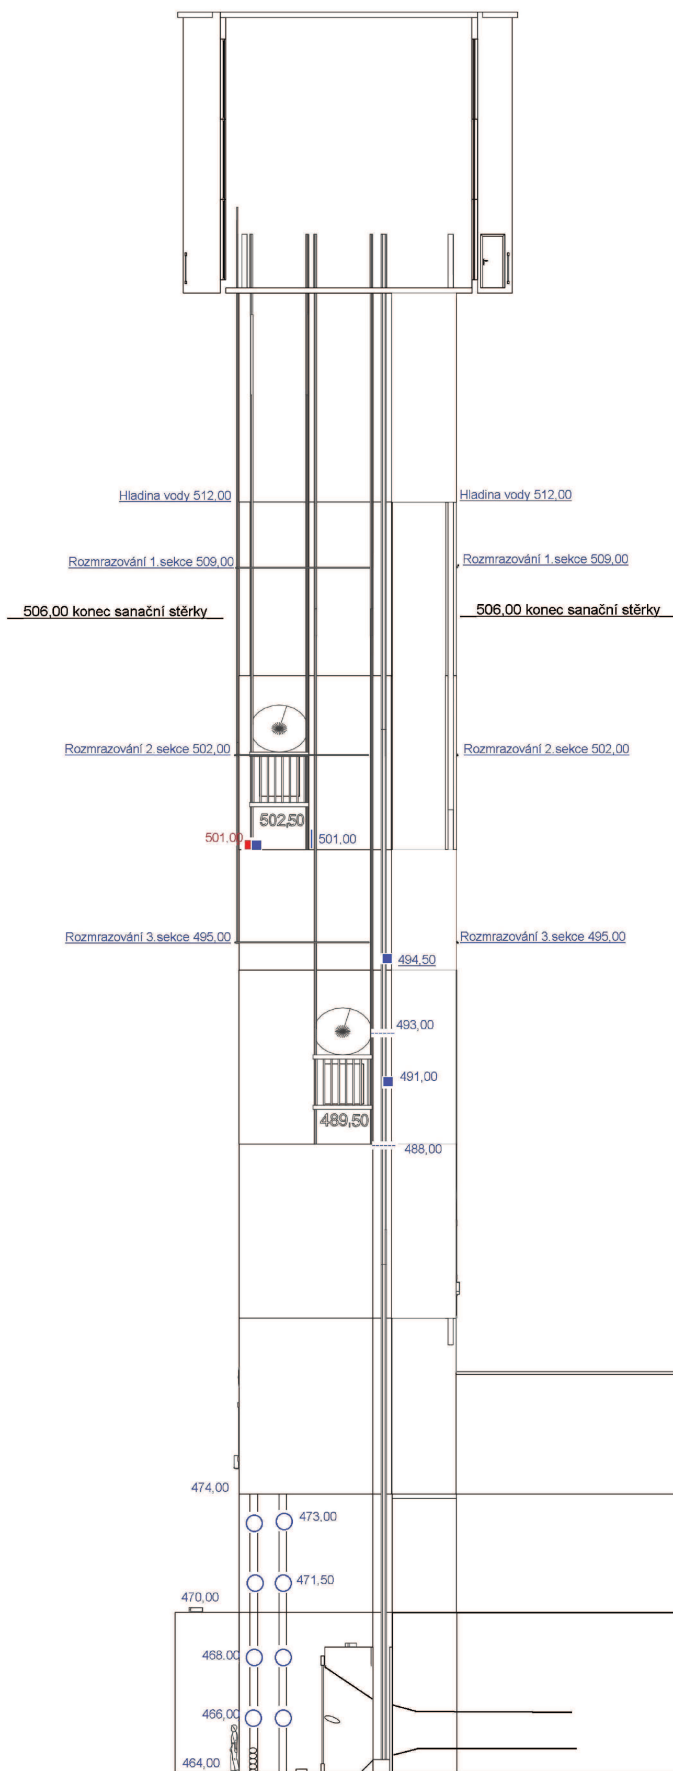 Hladina vody 512,00
Hladina vody 512,00
Rozmrazování 1.sekce 509,00
Rozmrazování 1.sekce 509,00
506,00 konec sanační stěrky
506,00 konec sanační stěrky
Rozmrazování 2.sekce 502,00
Rozmrazování 2.sekce 502,00
502,50
501,00
501,00
Rozmrazování 3.sekce 495,00
Rozmrazování 3.sekce 495,00
494,50
493,00
491,00
489,50
488,00
474,00
473,00
471,50
470,00
468.00
466,00
464,00